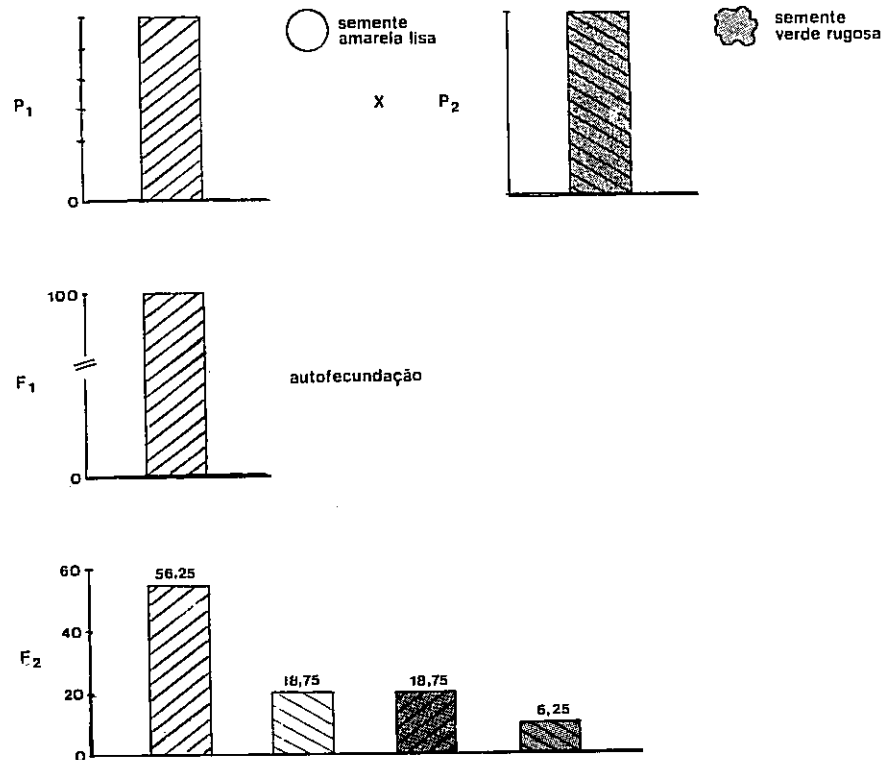 semente
amarela lisa
semente
verde rugosa
P1
X
P2
0
100
F1
autofecundação
0
60
56.25
40
F2
18,75
18,75
20
6,25
0